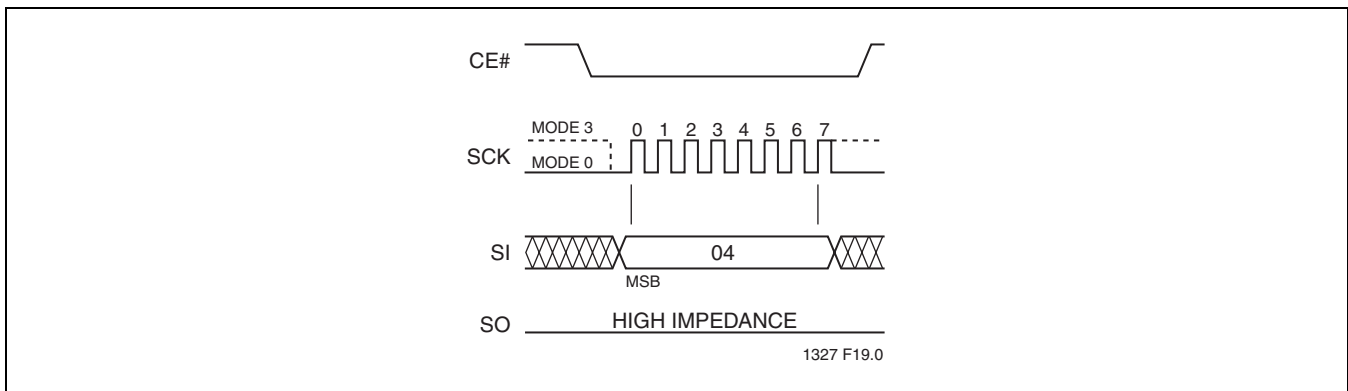 CE#
MODE 3
0 1 2 3 4 5 6 7
SCK
MODE 0
SI
04
MSB
SO
HIGH IMPEDANCE
1327 F19.0